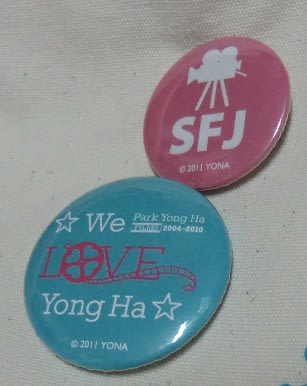 SFJ
© 2011 YONA
☆ We Park Yong Ha
FILMS 2004-2010
LOVE
Yong Ha ☆
© 2011 YONA